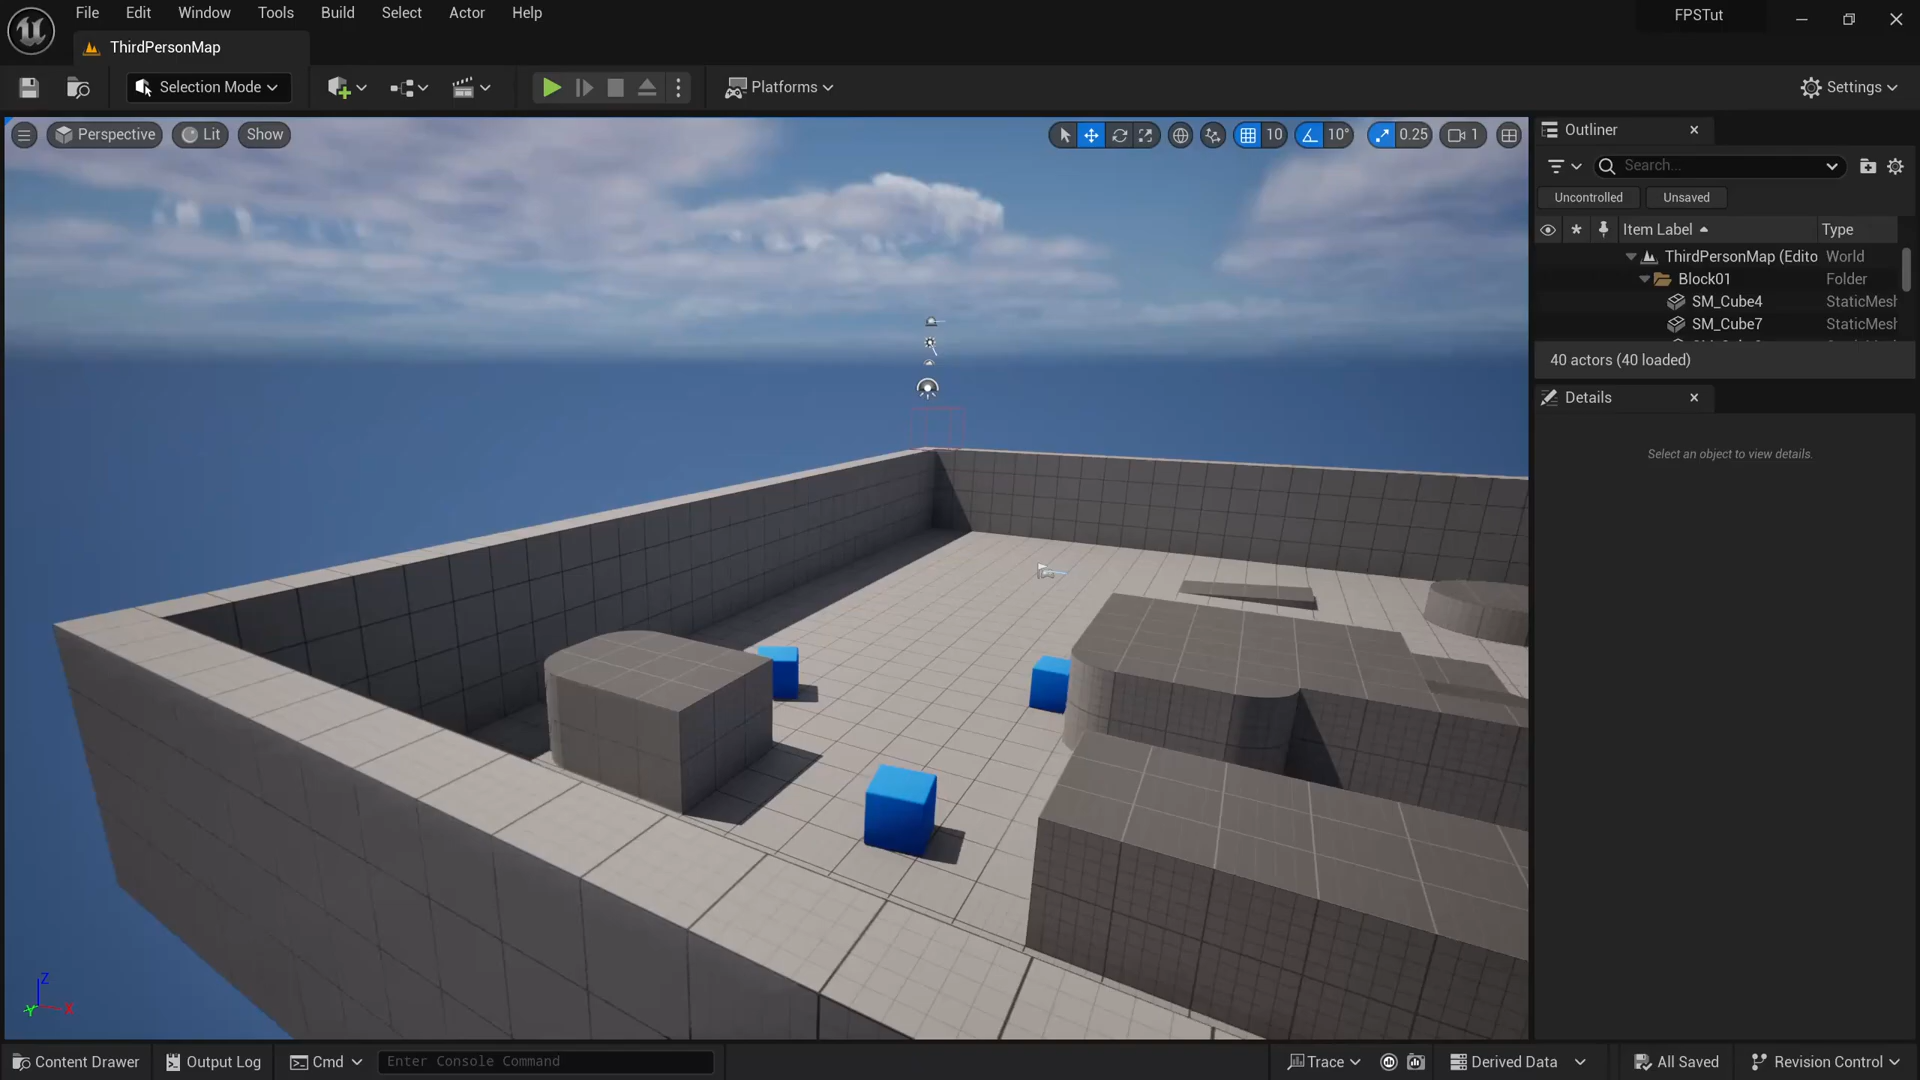 File Edit Window Tools Build Select Actor Help
FPSTut
ThirdPersonMap
Selection Mode
Platforms
Settings
Perspective Lit Show
10 10° 0.25 1
Outliner
Search...
Uncontrolled Unsaved
Item Label Type
ThirdPersonMap (Edito World
Block01 Folder
SM_Cube4 StaticMesh
SM_Cube7 StaticMesh
40 actors (40 loaded)
Details
Select an object to view details.
Z
Y X
Content Drawer Output Log Cmd Enter Console Command Trace Derived Data All Saved Revision Control